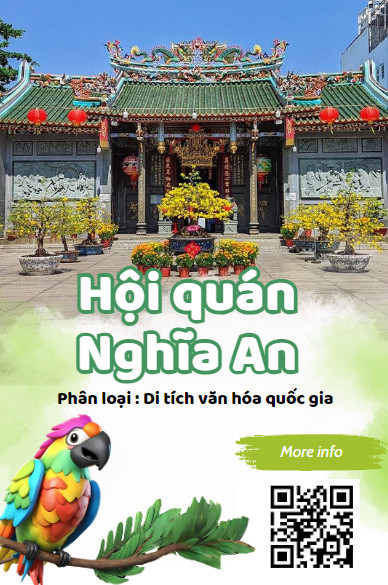 Hội quán
Nghĩa An
Phân loại : Di tích văn hóa quốc gia
More info